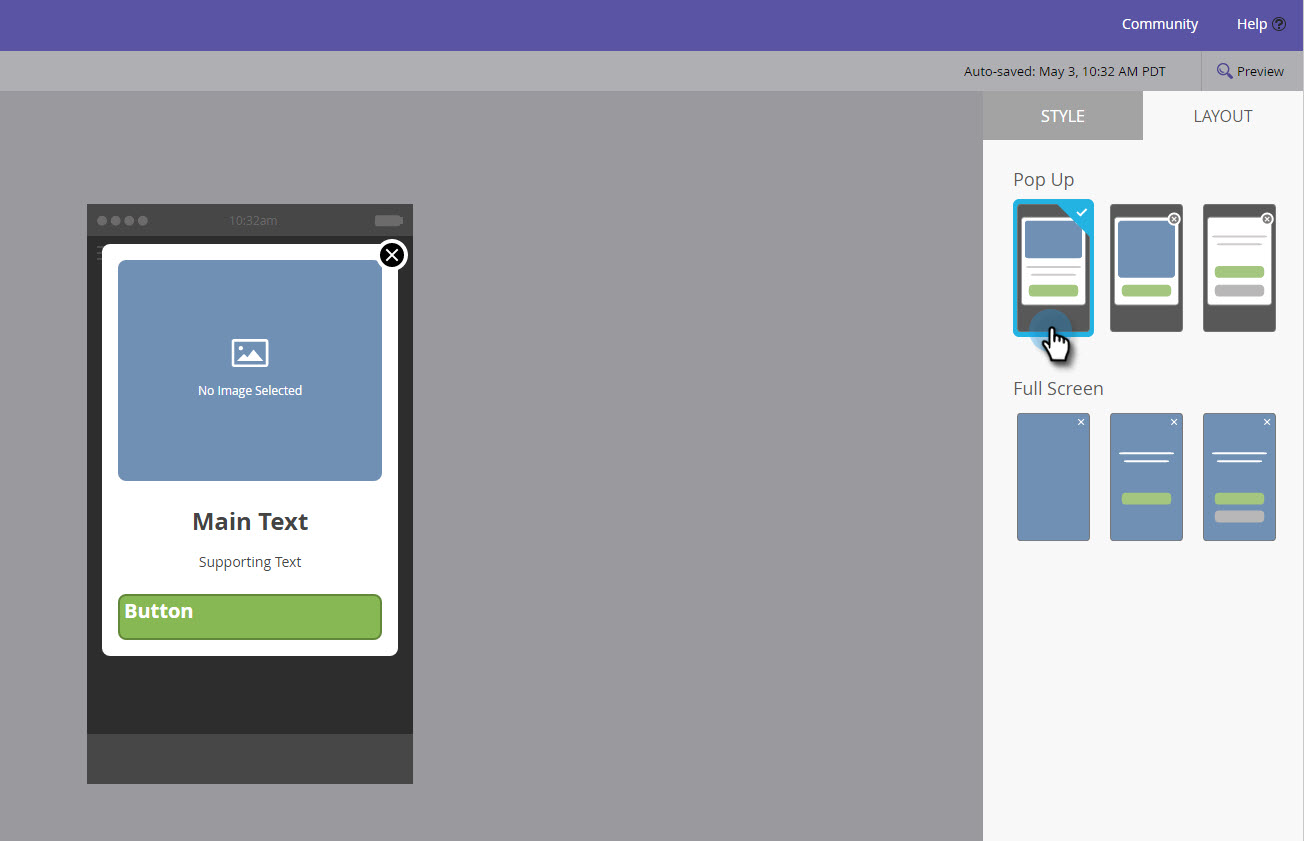 Community Help ?
Auto-saved: May 3, 10:32 AM PDT Preview
STYLE LAYOUT
Pop Up
10:32am
No Image Selected
Main Text
Supporting Text
Button
Full Screen